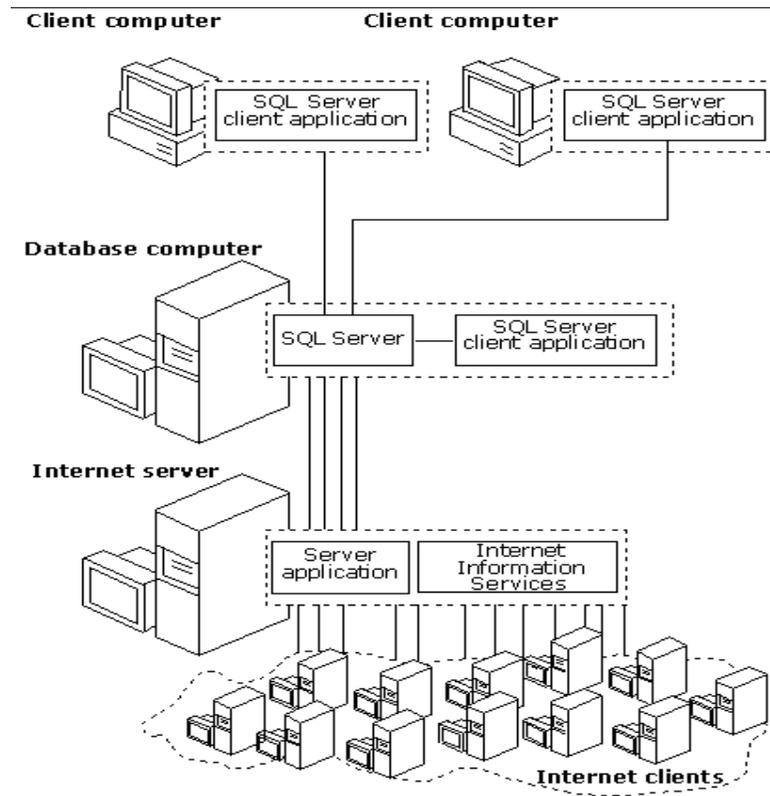 Client computer
Client computer
SQL Server
client application
SQL Server
client application
Database computer
SQL Server
SQL Server
client application
Internet server
Server
application
Internet
Information
Services
Internet clients